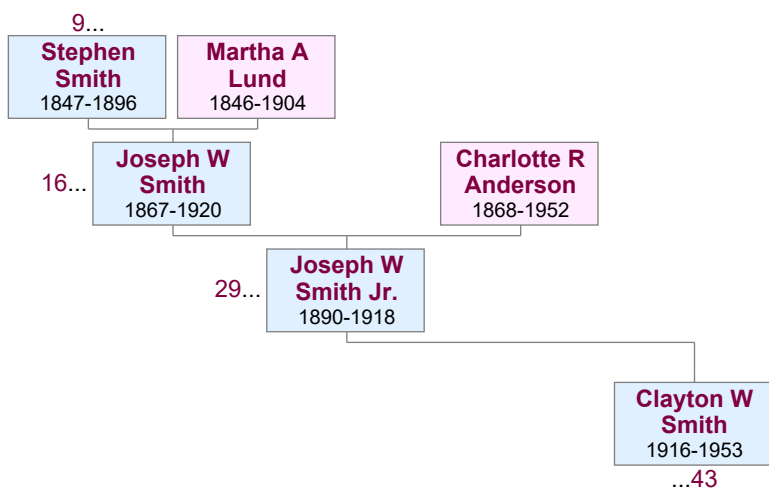 9...
Stephen
Smith
1847-1896
Martha A
Lund
1846-1904
16...
Joseph W
Smith
1867-1920
Charlotte R
Anderson
1868-1952
29...
Joseph W
Smith Jr.
1890-1918
Clayton W
Smith
1916-1953
...43